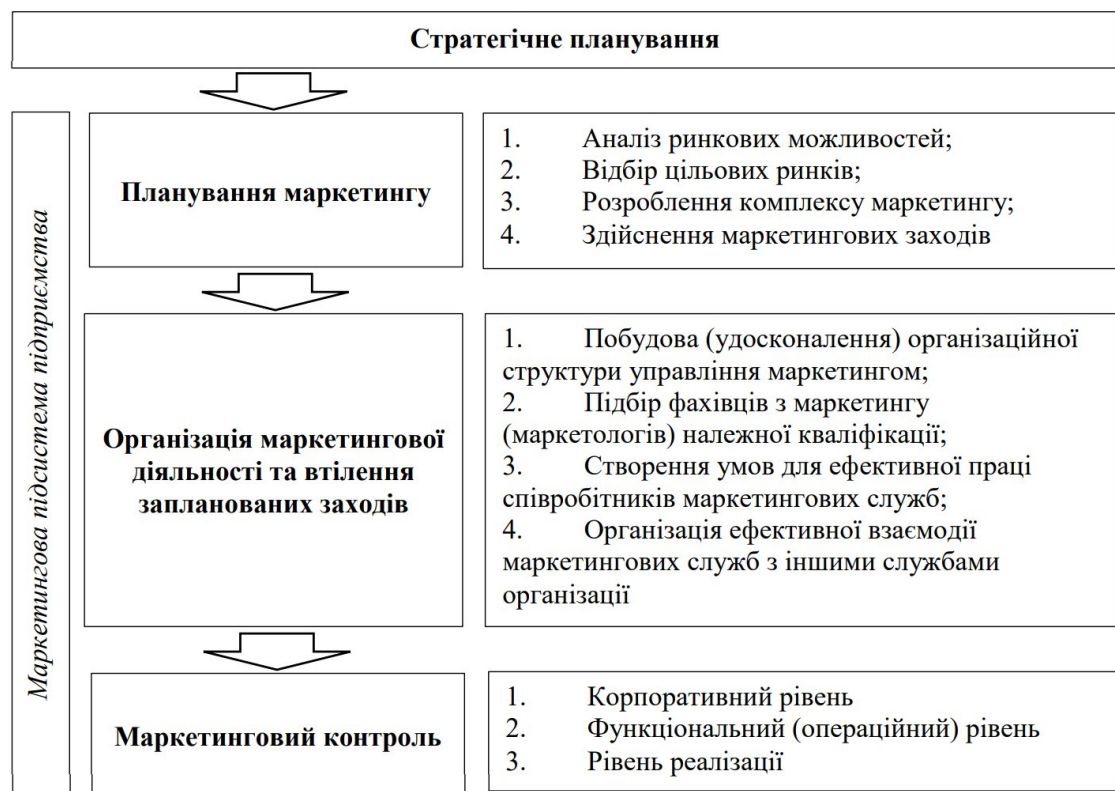 Стратегічне планування
Маркетингова підсистема підприємства
Планування маркетингу
1. Аналіз ринкових можливостей;
2. Відбір цільових ринків;
3. Розроблення комплексу маркетингу;
4. Здійснення маркетингових заходів
Організація маркетингової
діяльності та втілення
запланованих заходів
1. Побудова (удосконалення) організаційної
структури управління маркетингом;
2. Підбір фахівців з маркетингу
(маркетологів) належної кваліфікації;
3. Створення умов для ефективної праці
співробітників маркетингових служб;
4. Організація ефективної взаємодії
маркетингових служб з іншими службами
організації
Маркетинговий контроль
1. Корпоративний рівень
2. Функціональний (операційний) рівень
3. Рівень реалізації